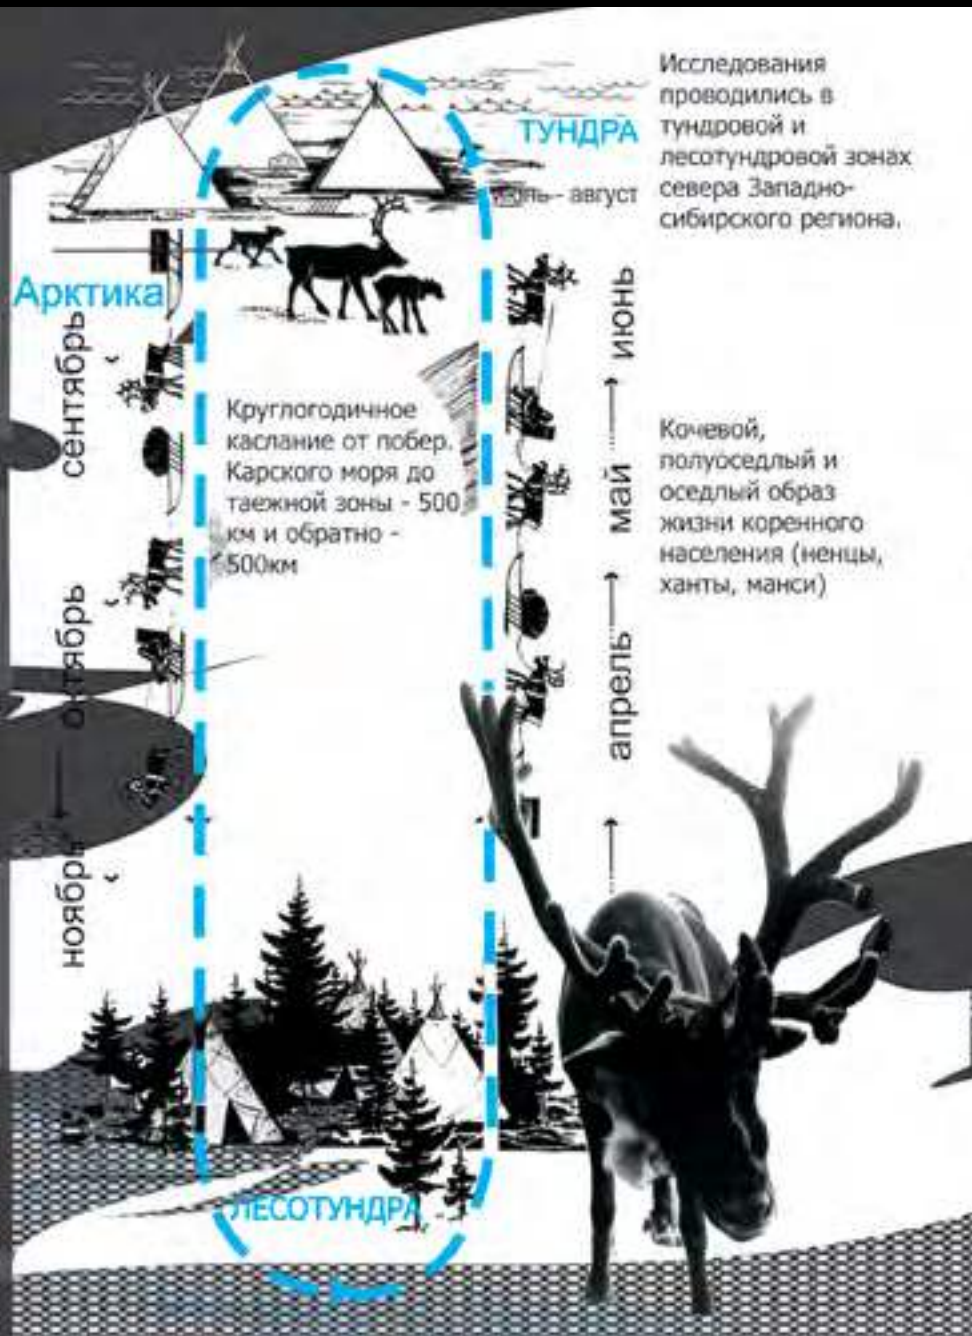 Исследования
проводились в
тундровой и
лесотундровой зонах
севера Западно-
сибирского региона.
ТУНДРА
июль - август
Арктика
сентябрь
октябрь
ноябрь
Круглогодичное
каслание от побер.
Карского моря до
таежной зоны - 500
км и обратно -
500км
июнь
май
апрель
Кочевой,
полуоседлый и
оседлый образ
жизни коренного
населения (ненцы,
ханты, манси)
ЛЕСОТУНДРА